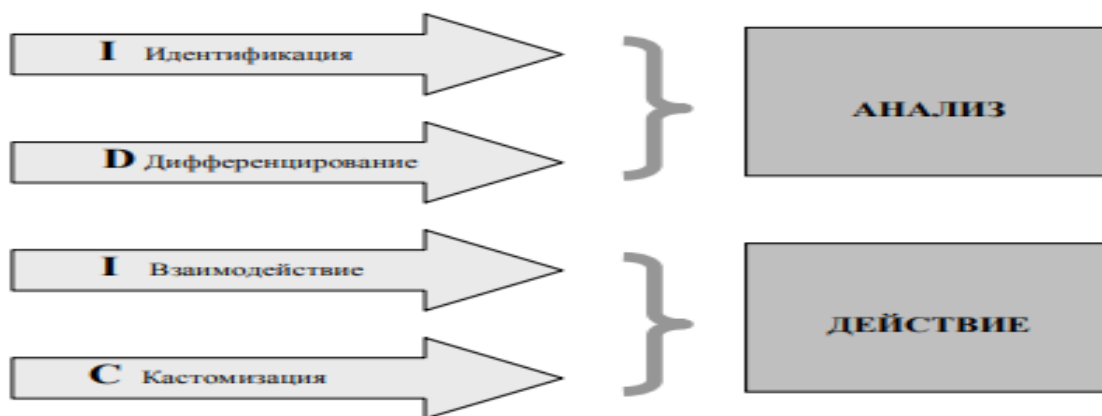 I Идентификация
D Дифференцирование
АНАЛИЗ
I Взаимодействие
C Кастомизация
ДЕЙСТВИЕ